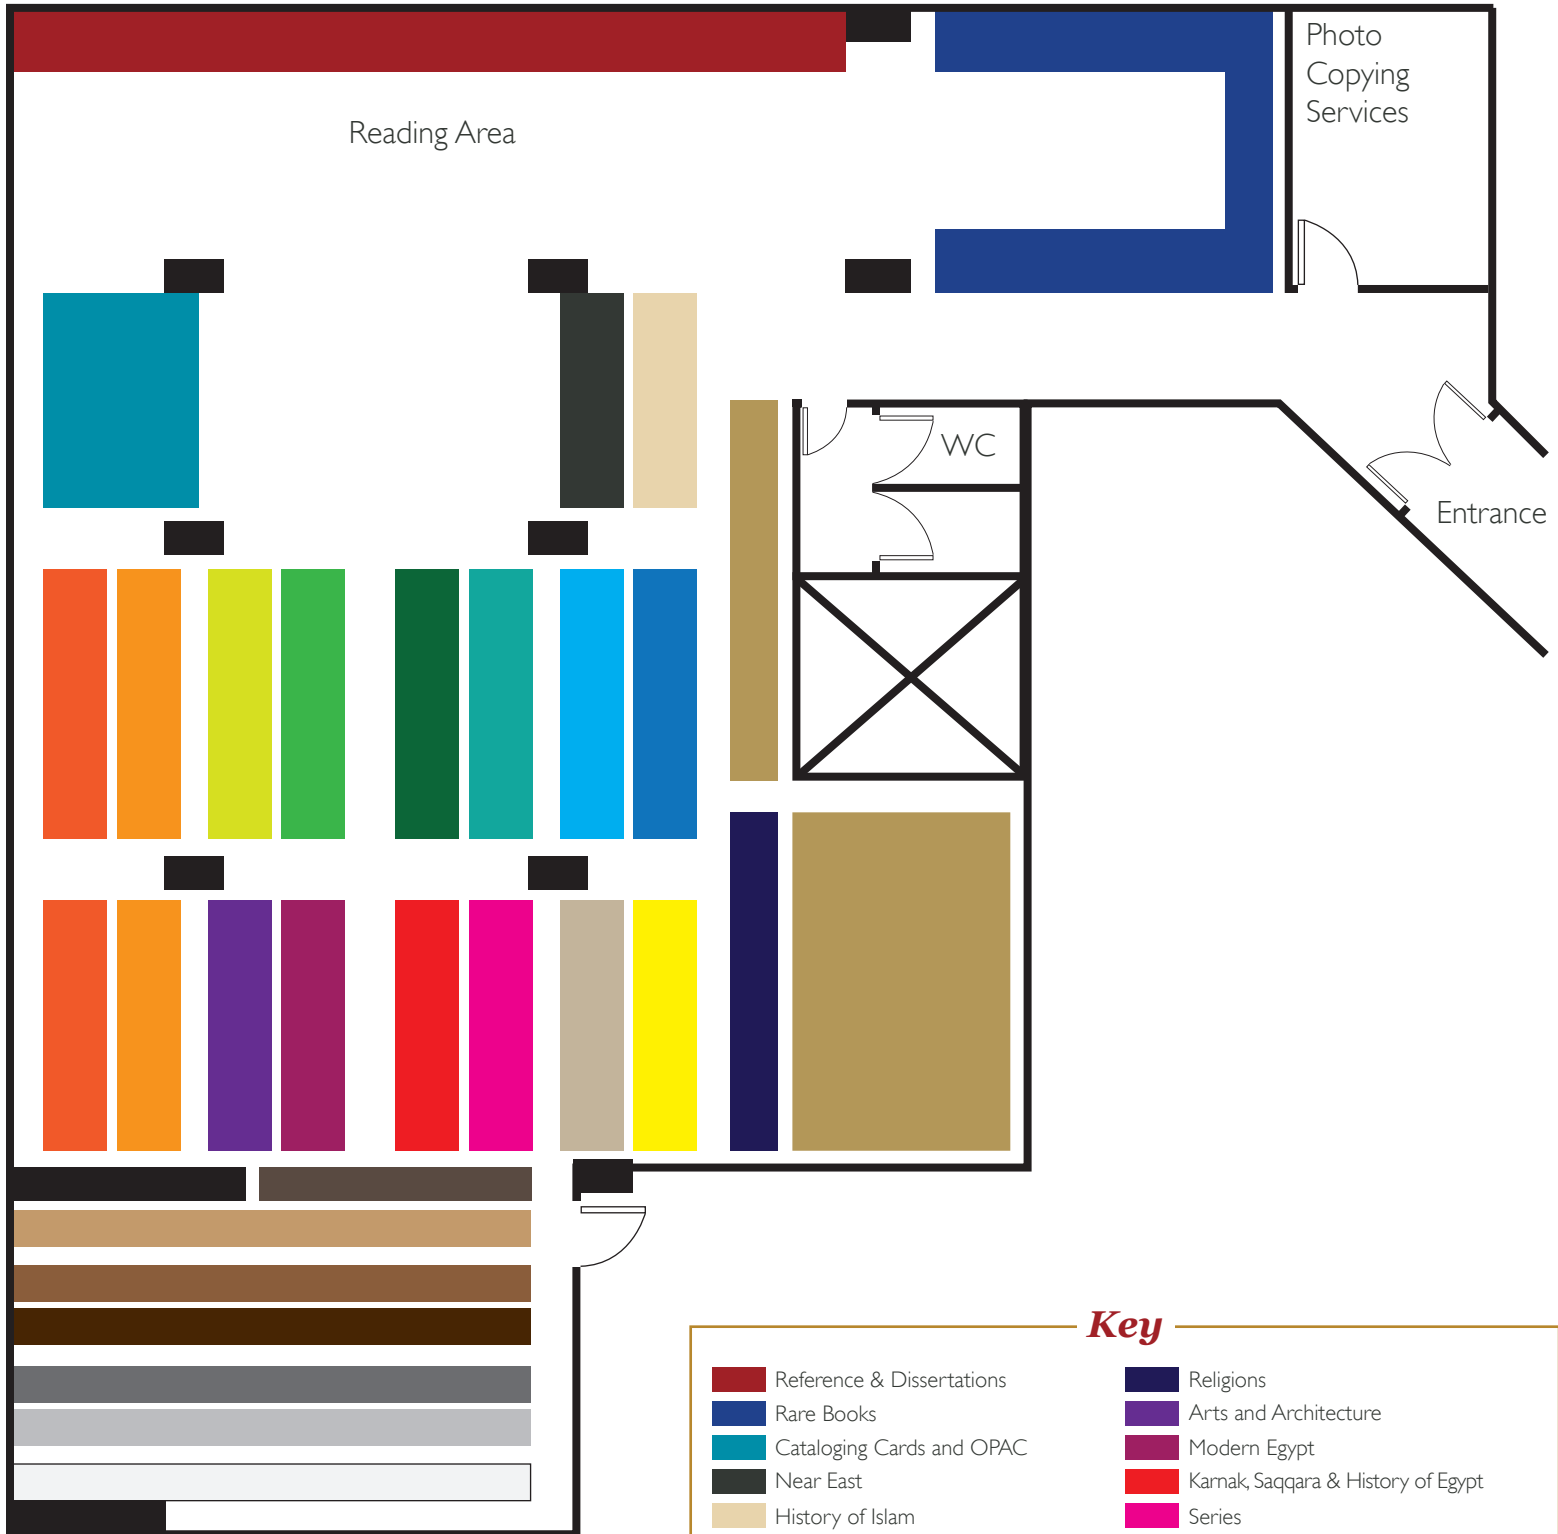 Photo
Copying
Services
Reading Area
WC
Entrance
Key
Reference & Dissertations
Rare Books
Cataloging Cards and OPAC
Near East
History of Islam
Religions
Arts and Architecture
Modern Egypt
Karnak, Saqqara & History of Egypt
Series